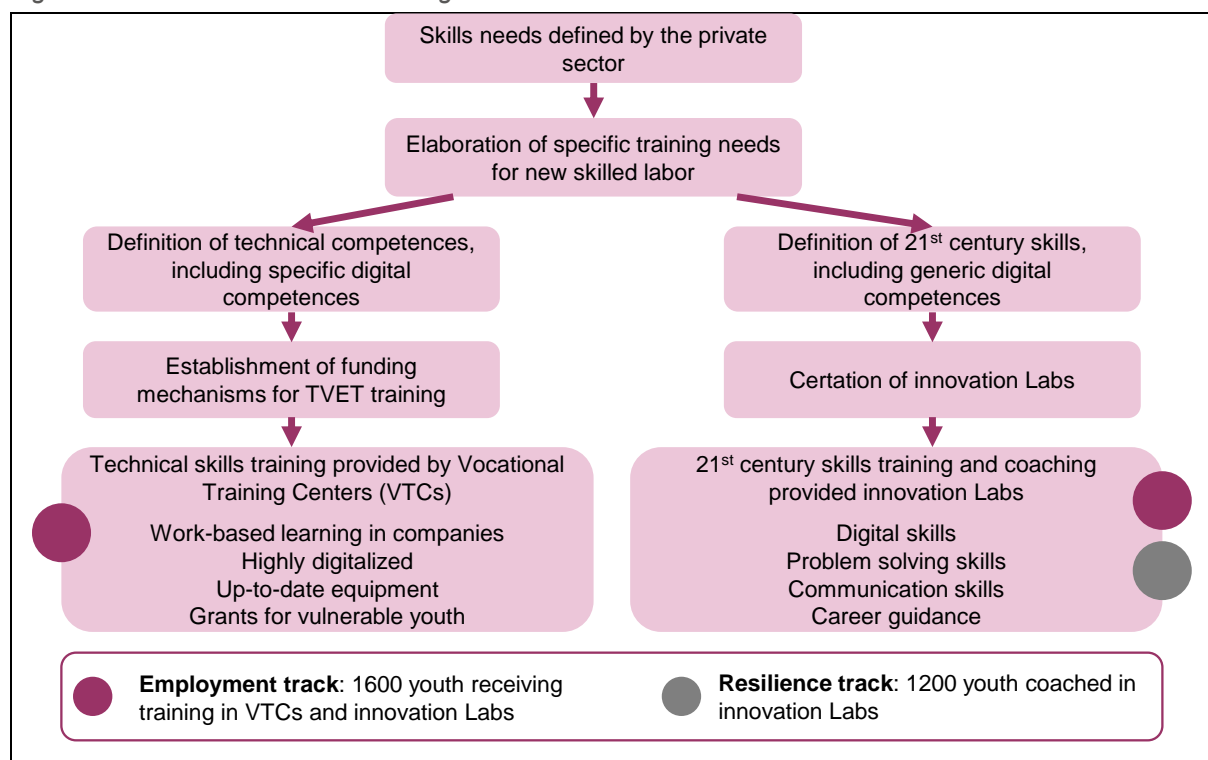 Skills needs defined by the private
sector
Elaboration of specific training needs
for new skilled labor
Definition of technical competences,
including specific digital
competences
Definition of 21st century skills,
including generic digital
competences
Establishment of funding
mechanisms for TVET training
Certation of innovation Labs
Technical skills training provided by Vocational
Training Centers (VTCs)
Work-based learning in companies
Highly digitalized
Up-to-date equipment
Grants for vulnerable youth
21st century skills training and coaching
provided innovation Labs
Digital skills
Problem solving skills
Communication skills
Career guidance
Employment track: 1600 youth receiving
training in VTCs and innovation Labs
Resilience track: 1200 youth coached in
innovation Labs